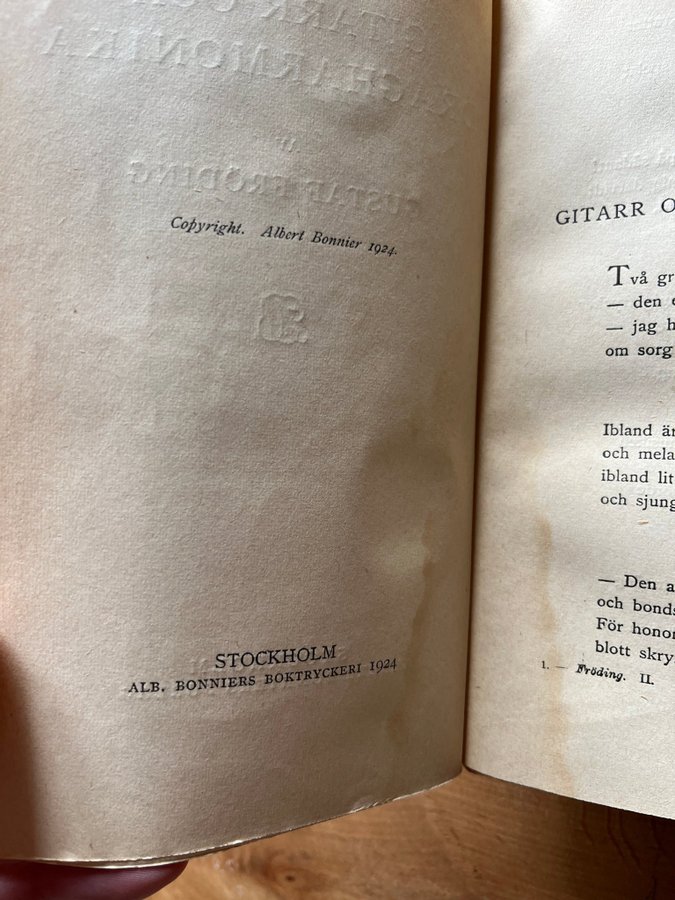 Copyright. Albert Bonnier 1924.
STOCKHOLM
ALB. BONNIERS BOKTRYCKERI 1924
GITARR O
Två gr
— den
— jag h
om sorg
Ibland är
och mela
ibland lit
och sjung
— Den a
och bonds
För honor
blott skry
1. — Fröding. II.